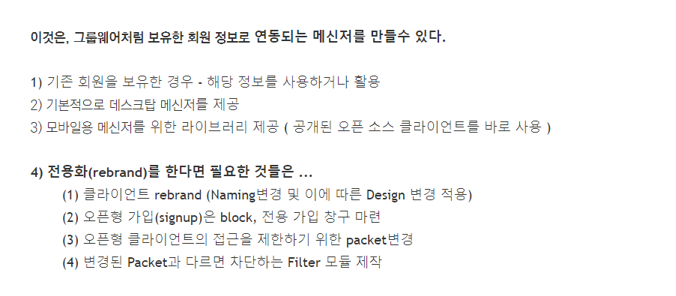 이것은, 그룹웨어처럼 보유한 회원 정보로 연동되는 메신저를 만들수 있다.
1) 기존 회원을 보유한 경우 - 해당 정보를 사용하거나 활용
2) 기본적으로 데스크탑 메신저를 제공
3) 모바일용 메신저를 위한 라이브러리 제공 ( 공개된 오픈 소스 클라이언트를 바로 사용 )
4) 전용화(rebrand)를 한다면 필요한 것들은 ...
(1) 클라이언트 rebrand (Naming변경 및 이에 따른 Design 변경 적용)
(2) 오픈형 가입(signup)은 block, 전용 가입 창구 마련
(3) 오픈형 클라이언트의 접근을 제한하기 위한 packet변경
(4) 변경된 Packet과 다르면 차단하는 Filter 모듈 제작